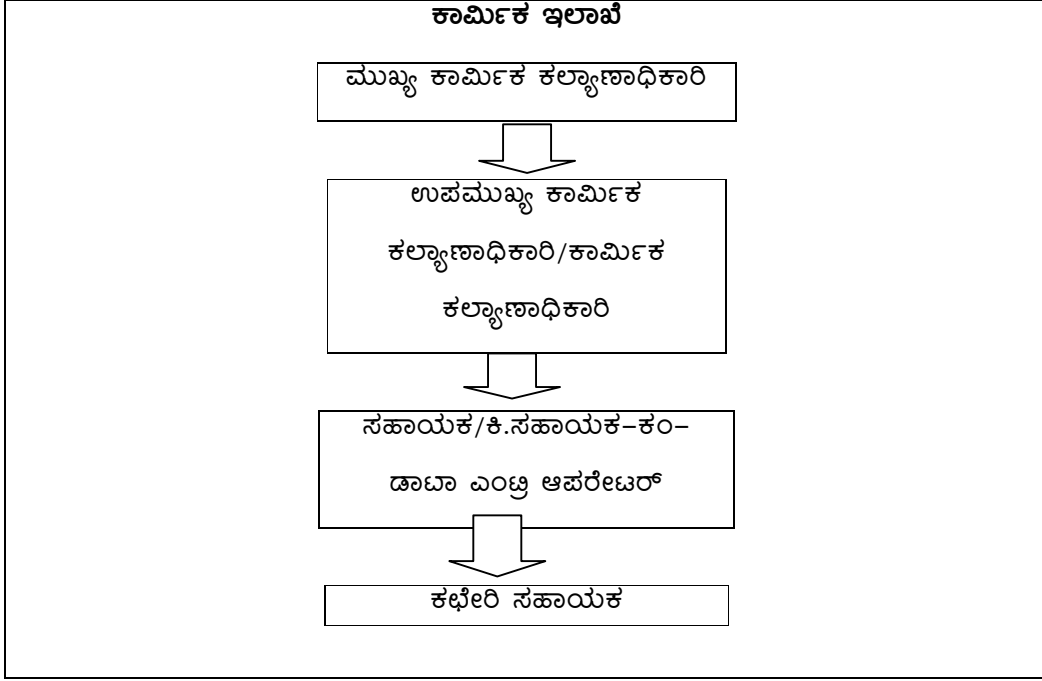 ಕಾರ್ಮಿಕ ಇಲಾಖೆ
ಮುಖ್ಯ ಕಾರ್ಮಿಕ ಕಲ್ಯಾಣಾಧಿಕಾರಿ
ಉಪಮುಖ್ಯ ಕಾರ್ಮಿಕ
ಕಲ್ಯಾಣಾಧಿಕಾರಿ/ಕಾರ್ಮಿಕ
ಕಲ್ಯಾಣಾಧಿಕಾರಿ
ಸಹಾಯಕ/ಕಿ.ಸಹಾಯಕ–ಕಂ–
ಡಾಟಾ ಎಂಟ್ರಿ ಆಪರೇಟರ್
ಕಛೇರಿ ಸಹಾಯಕ